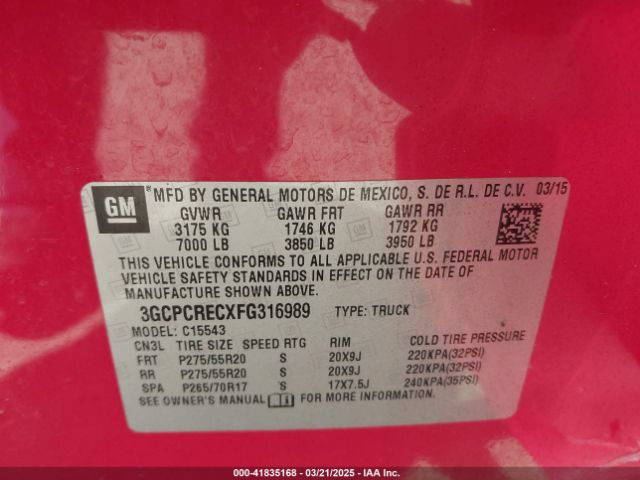 GM
® MFD BY GENERAL MOTORS DE MEXICO, S. DE R.L. DE C.V. 03/15
GVWR GAWR FRT GAWR RR
3175 KG 1746 KG 1792 KG
7000 LB 3850 LB 3950 LB
THIS VEHICLE CONFORMS TO ALL APPLICABLE U.S. FEDERAL MOTOR
VEHICLE SAFETY STANDARDS IN EFFECT ON THE DATE OF
MANUFACTURE SHOWN ABOVE.
3GCPCRECXFG316989 TYPE: TRUCK
MODEL: C15543
CN3L TIRE SIZE SPEED RTG RIM COLD TIRE PRESSURE
FRT P275/55R20 S 20X9J 220KPA(32PSI)
RR P275/55R20 S 20X9J 220KPA(32PSI)
SPA P265/70R17 S 17X7.5J 240KPA(35PSI)
SEE OWNER'S MANUAL FOR MORE INFORMATION.
000-41835168 - 03/21/2025 - IAA Inc.